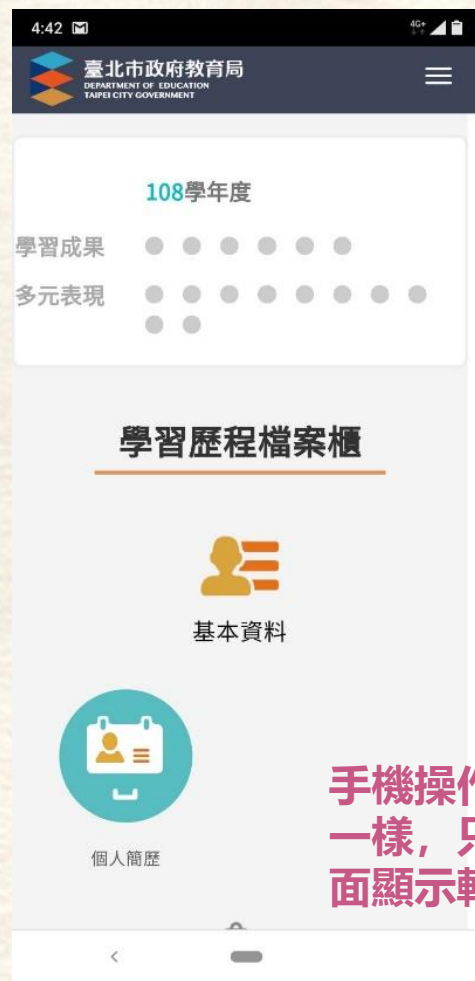 4:42
4G+
臺北市政府教育局
DEPARTMENT OF EDUCATION
TAIPEI CITY GOVERNMENT
108學年度
學習成果
多元表現
學習歷程檔案櫃
基本資料
個人簡歷
手機操
一樣，只
面顯示